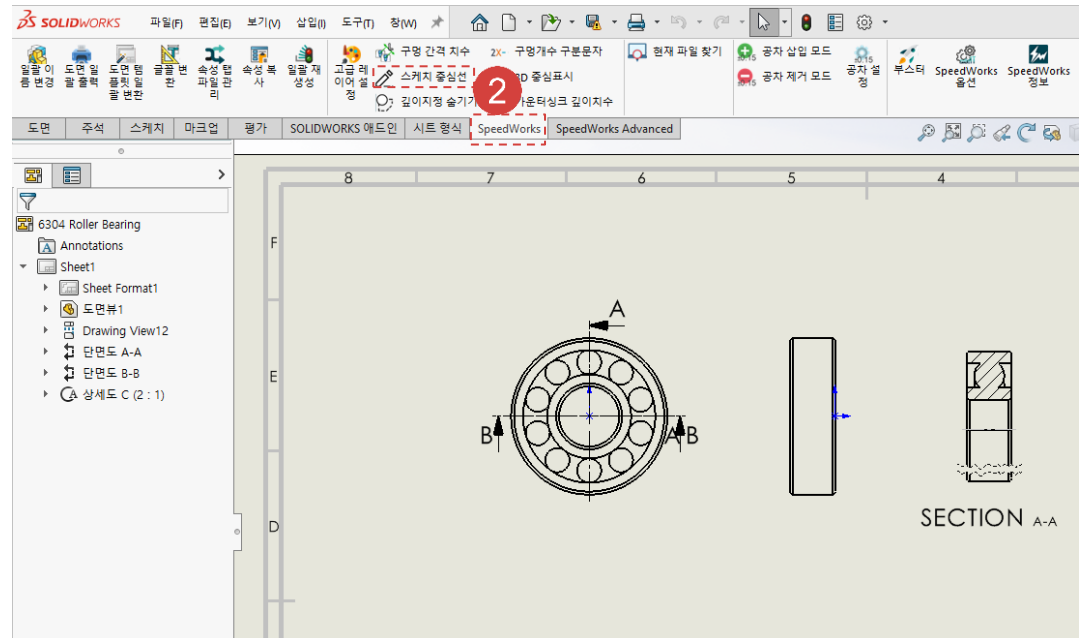 SOLIDWORKS 파일(F) 편집(E) 보기(V) 삽입(I) 도구(T) 창(W)
일괄 이름 변경
도면 일괄 출력
도면 템플릿 일괄 변환
글꼴 변환
속성 탭 파일 관리
속성 복사
일괄 재생성
고급 레이어 설정
구멍 간격 지수
스케치 중심선
깊이지정 숨기기
2X- 구멍개수 구분문자
3D 중심표시
카운터싱크 깊이치수
현재 파일 찾기
공차 삽입 모드
공차 제거 모드
공차 설정
부스터
SpeedWorks 옵션
SpeedWorks 정보
2
도면 주석 스케치 마크업 평가 SOLIDWORKS 애드인 시트 형식 SpeedWorks SpeedWorks Advanced
6304 Roller Bearing
Annotations
Sheet1
Sheet Format1
도면뷰1
Drawing View12
단면도 A-A
단면도 B-B
상세도 C (2 : 1)
8 7 6 5 4
F
E
D
A
B A B
SECTION A-A